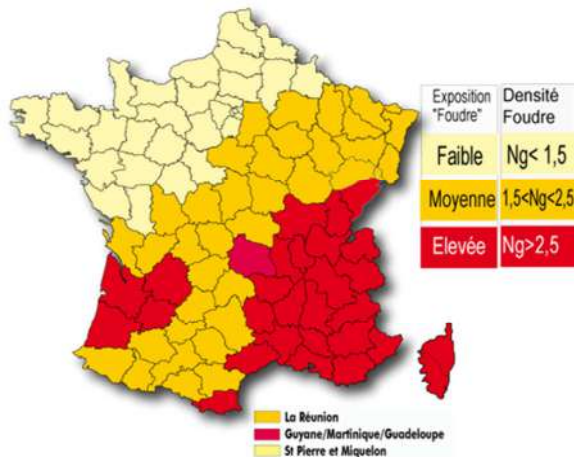 Exposition Densité
"Foudre" Foudre
Faible Ng< 1,5
Moyenne 1,5<Ng<2,5
Elevée Ng>2,5
La Réunion
Guyane/Martinique/Guadeloupe
St Pierre et Miquelon